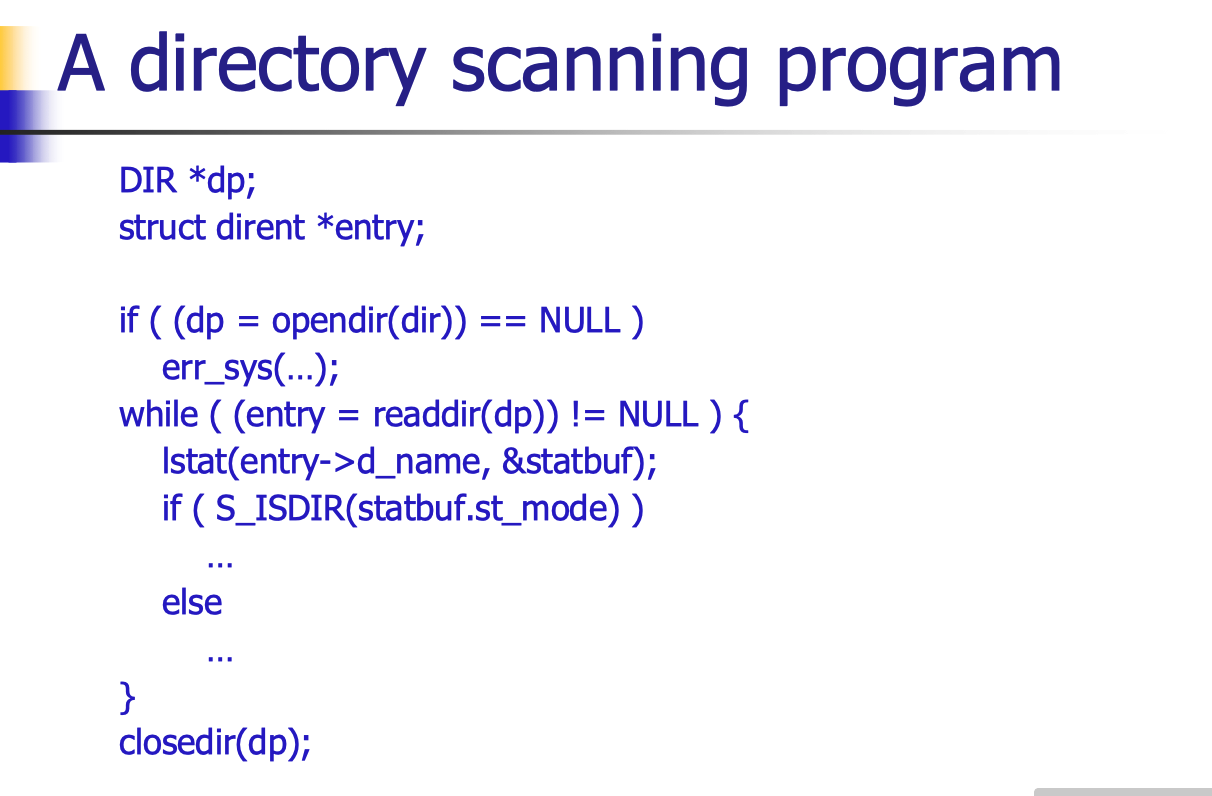 A directory scanning program
DIR *dp;
struct dirent *entry;
if ( (dp = opendir(dir)) == NULL )
err_sys(…);
while ( (entry = readdir(dp)) != NULL ) {
lstat(entry->d_name, &statbuf);
if ( S_ISDIR(statbuf.st_mode) )
…
else
…
}
closedir(dp);